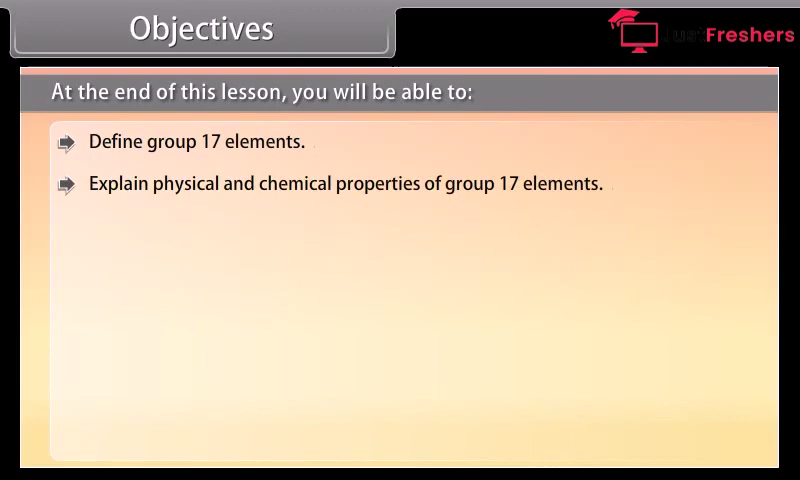 Objectives
JustFreshers
At the end of this lesson, you will be able to:
Define group 17 elements.
Explain physical and chemical properties of group 17 elements.